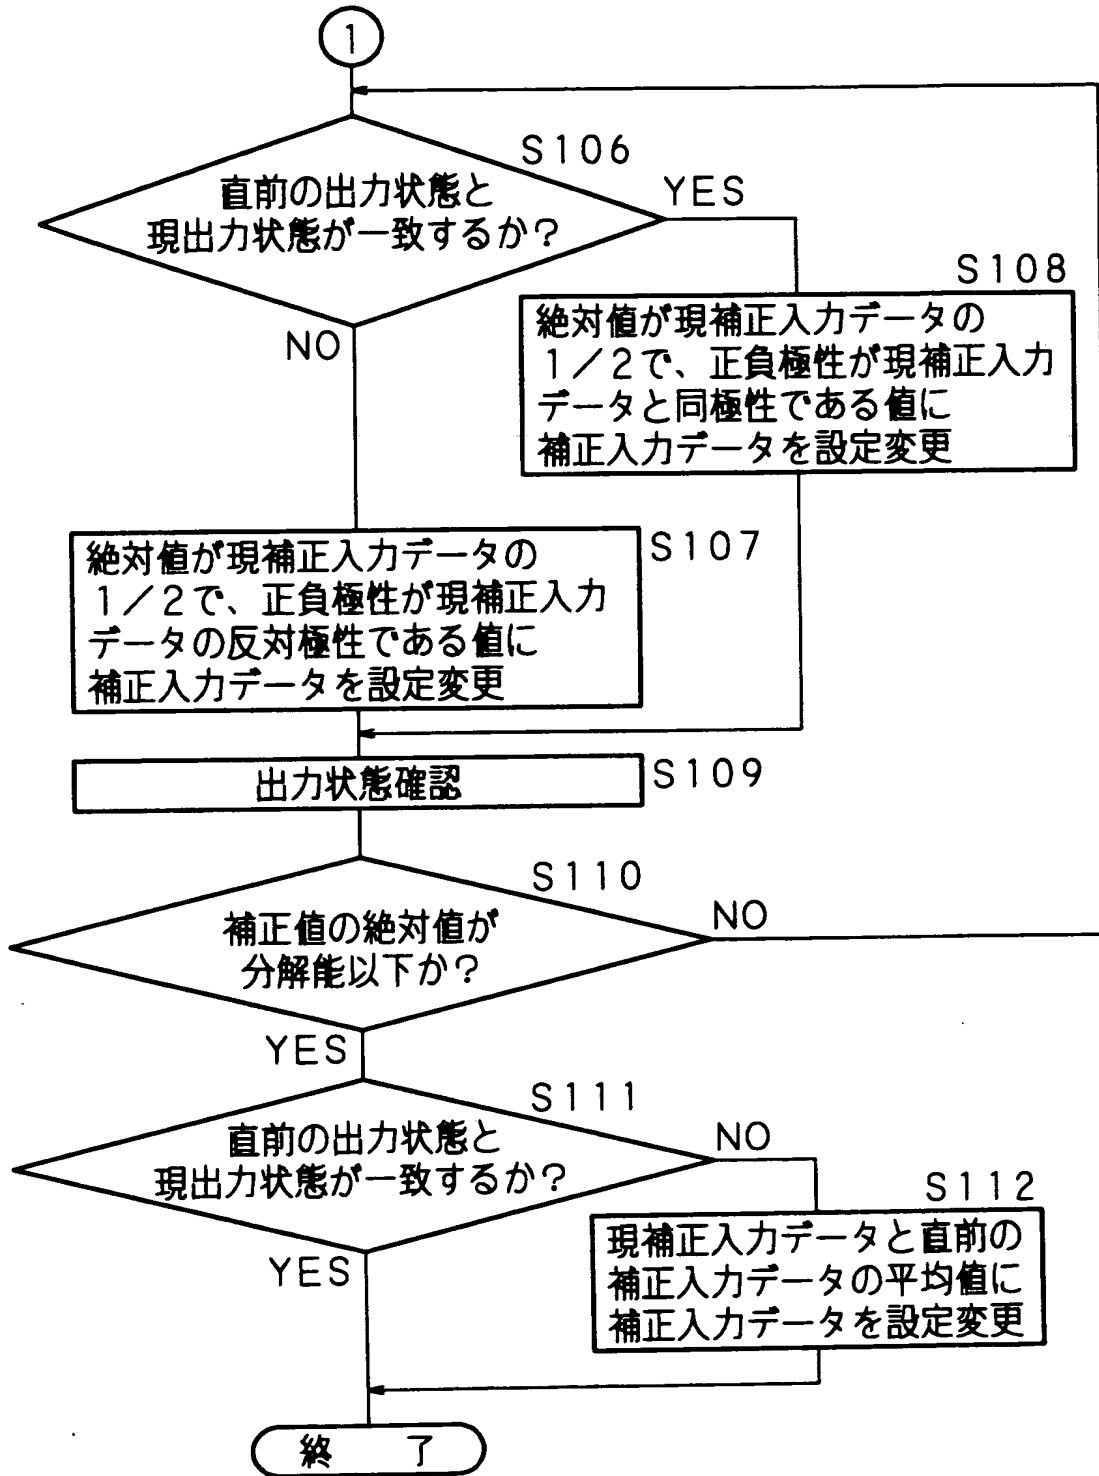 1
S106
直前の出力状態と
現出力状態が一致するか?
YES
NO
S108
絶対値が現補正入力データの
1/2で、正負極性が現補正入力
データと同極性である値に
補正入力データを設定変更
S107
絶対値が現補正入力データの
1/2で、正負極性が現補正入力
データの反対極性である値に
補正入力データを設定変更
出力状態確認
S109
S110
補正値の絶対値が
分解能以下か?
NO
YES
S111
直前の出力状態と
現出力状態が一致するか?
NO
YES
S112
現補正入力データと直前の
補正入力データの平均値に
補正入力データを設定変更
終 了